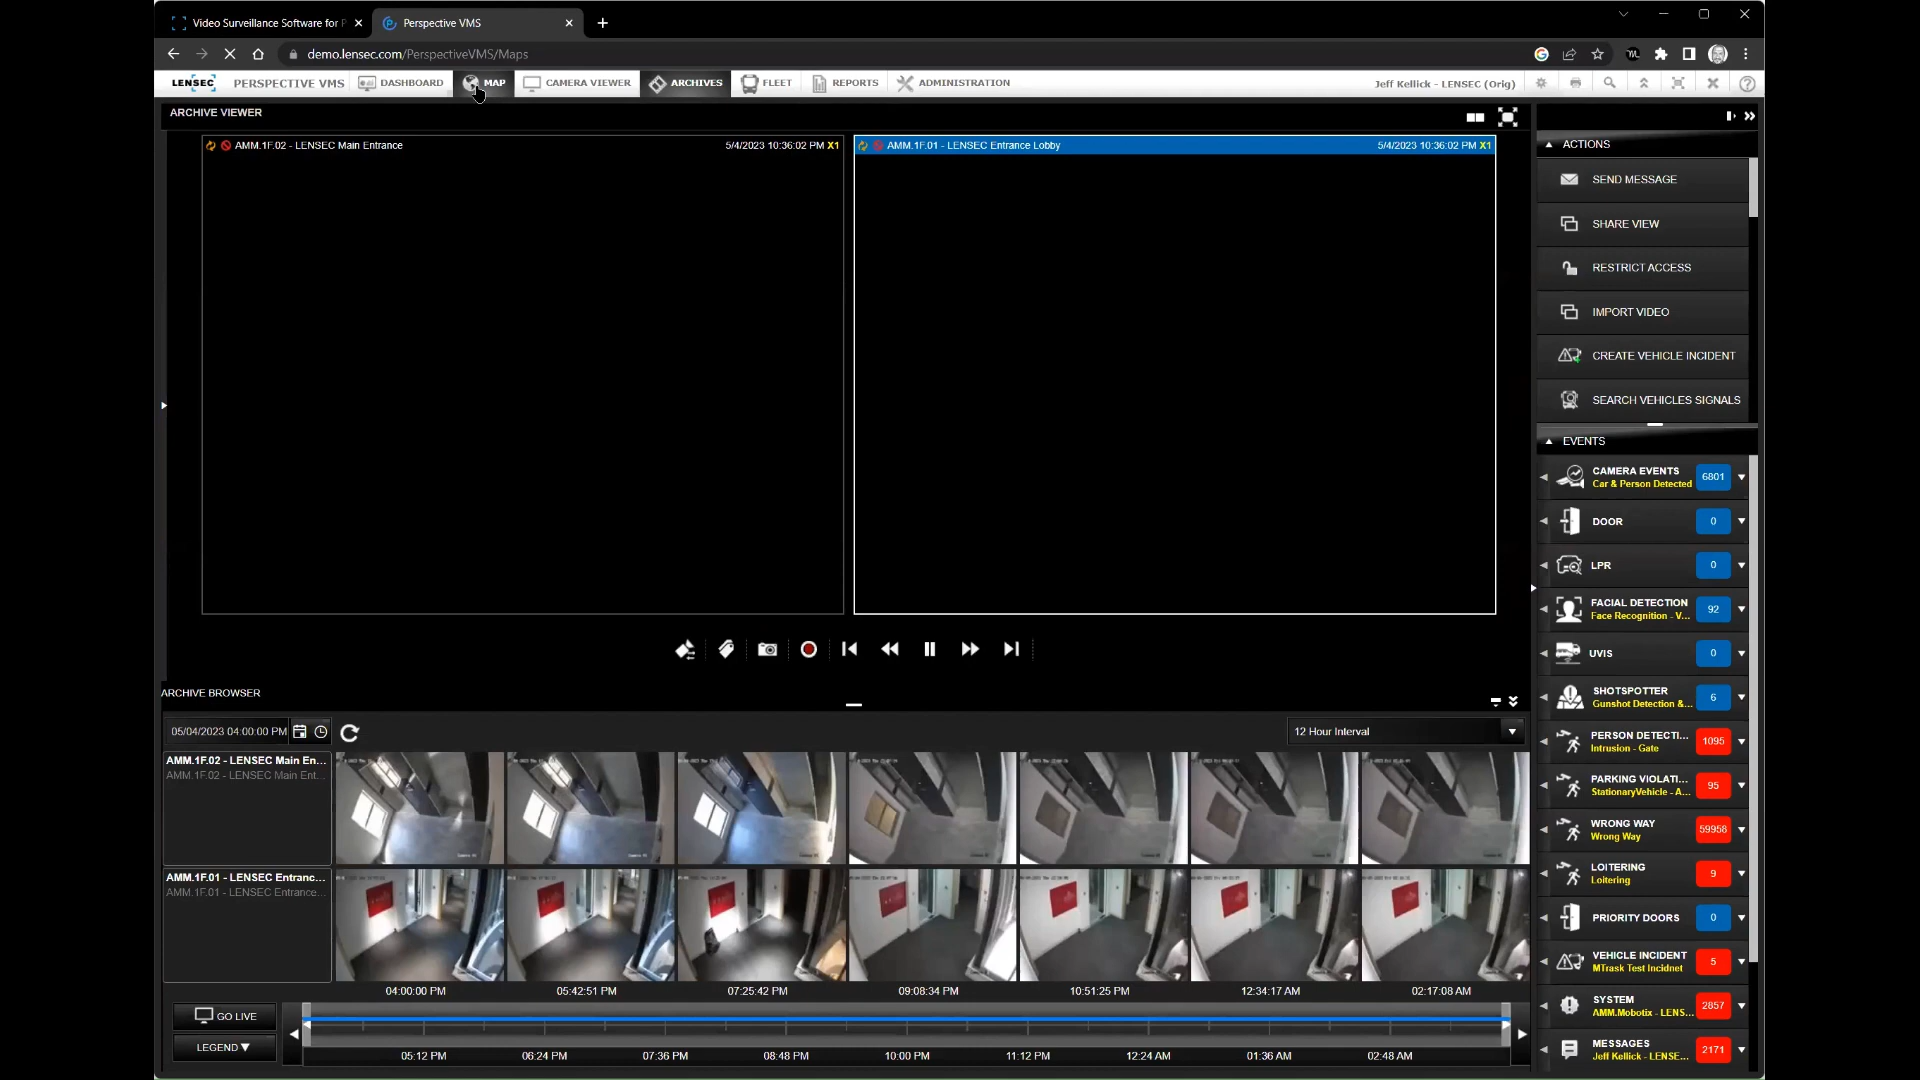 Video Surveillance Software for P
Perspective VMS
demo.lensec.com/PerspectiveVMS/Maps
LENSEC
PERSPECTIVE VMS
DASHBOARD
MAP
CAMERA VIEWER
ARCHIVES
FLEET
REPORTS
ADMINISTRATION
Jeff Kellick - LENSEC (Orig)
ARCHIVE VIEWER
AMM.1F.02 - LENSEC Main Entrance
5/4/2023 10:36:02 PM X1
AMM.1F.01 - LENSEC Entrance Lobby
5/4/2023 10:36:02 PM X1
ACTIONS
SEND MESSAGE
SHARE VIEW
RESTRICT ACCESS
IMPORT VIDEO
CREATE VEHICLE INCIDENT
SEARCH VEHICLES SIGNALS
EVENTS
CAMERA EVENTS
Car & Person Detected
6801
DOOR
0
LPR
0
FACIAL DETECTION
Face Recognition - V...
92
UVIS
0
SHOTSPOTTER
Gunshot Detection &...
6
PERSON DETECTI...
Intrusion - Gate
1095
PARKING VIOLATI...
StationaryVehicle - A...
95
WRONG WAY
Wrong Way
59958
LOITERING
Loitering
9
PRIORITY DOORS
0
VEHICLE INCIDENT
MTrask Test Incidnet
5
SYSTEM
AMM.Mobotix - LENS...
2857
MESSAGES
Jeff Kellick - LENSE...
2171
ARCHIVE BROWSER
05/04/2023 04:00:00 PM
12 Hour Interval
AMM.1F.02 - LENSEC Main En...
AMM.1F.02 - LENSEC Main Ent...
AMM.1F.01 - LENSEC Entranc...
AMM.1F.01 - LENSEC Entrance...
04:00:00 PM
05:42:51 PM
07:25:42 PM
09:08:34 PM
10:51:25 PM
12:34:17 AM
02:17:08 AM
GO LIVE
LEGEND
05:12 PM
06:24 PM
07:36 PM
08:48 PM
10:00 PM
11:12 PM
12:24 AM
01:36 AM
02:48 AM